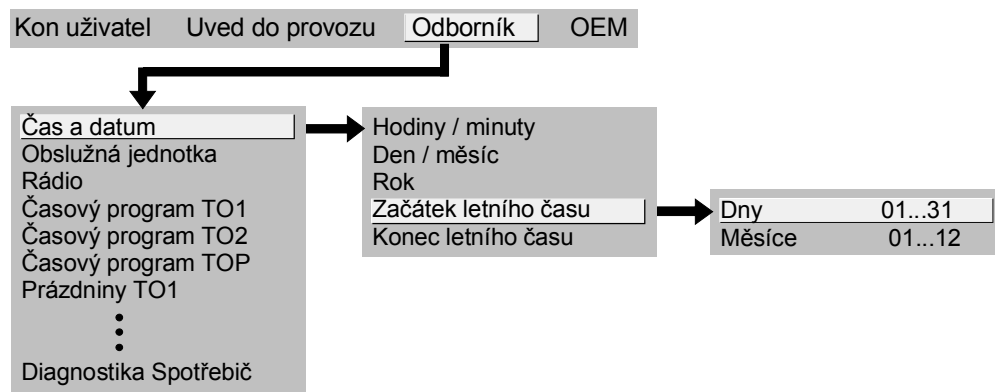 Kon uživatel Uved do provozu Odborník OEM
Čas a datum
Obslužná jednotka
Rádio
Časový program TO1
Časový program TO2
Časový program TOP
Prázdniny TO1
Diagnostika Spotřebič
Hodiny / minuty
Den / měsíc
Rok
Začátek letního času
Konec letního času
Dny 01...31
Měsíce 01...12